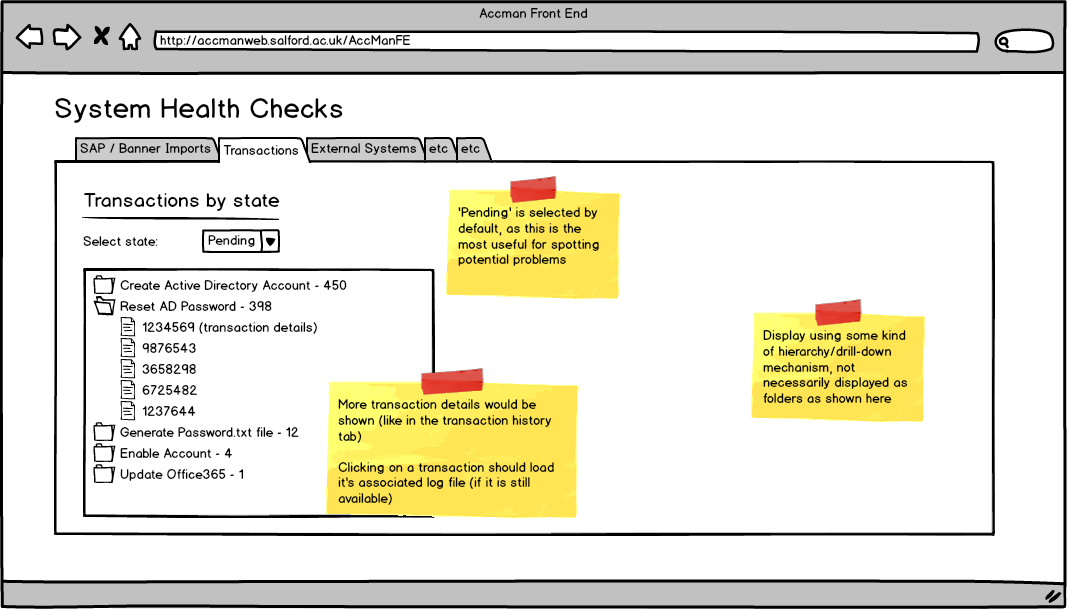 Accman Front End
http://accmanweb.salford.ac.uk/AccManFE
System Health Checks
SAP / Banner Imports
Transactions
External Systems
etc
etc
Transactions by state
Select state:
Pending
Create Active Directory Account - 450
Reset AD Password - 398
1234569 (transaction details)
9876543
3658298
6725482
1237644
Generate Password.txt file - 12
Enable Account - 4
Update Office365 - 1
'Pending' is selected by
default, as this is the
most useful for spotting
potential problems
More transaction details would be
shown (like in the transaction history
tab)
Clicking on a transaction should load
it's associated log file (if it is still
available)
Display using some kind
of hierarchy/drill-down
mechanism, not
necessarily displayed as
folders as shown here